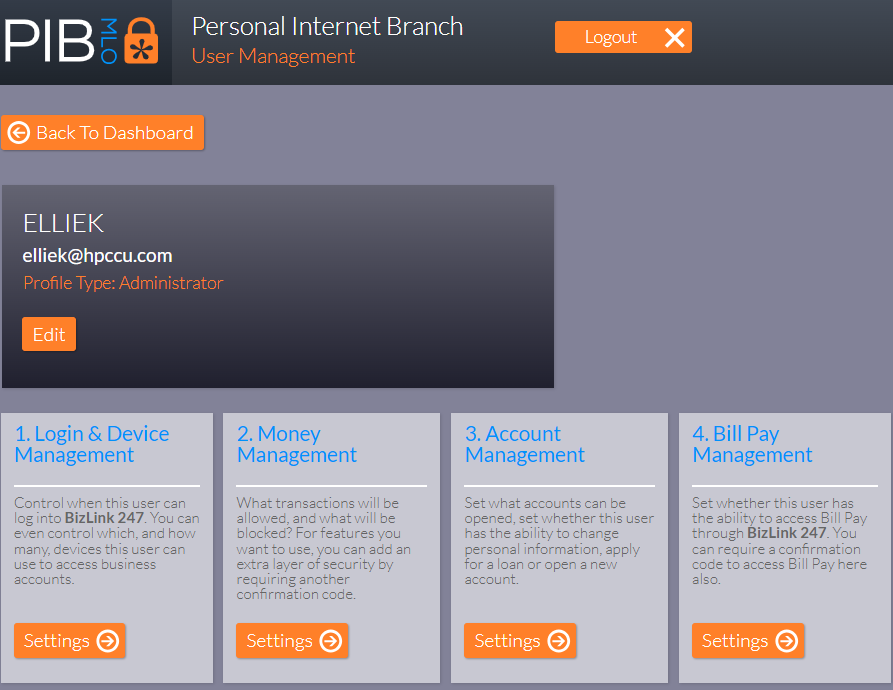 PIB MLO
Personal Internet Branch
User Management
Logout
Back To Dashboard
ELLIEK
elliek@hpccu.com
Profile Type: Administrator
Edit
1. Login & Device
Management
Control when this user can
log into BizLink 247. You can
even control which, and how
many, devices this user can
use to access business
accounts.
Settings
2. Money
Management
What transactions will be
allowed, and what will be
blocked? For features you
want to use, you can add an
extra layer of security by
requiring another
confirmation code.
Settings
3. Account
Management
Set what accounts can be
opened, set whether this user
has the ability to change
personal information, apply
for a loan or open a new
account.
Settings
4. Bill Pay
Management
Set whether this user has
the ability to access Bill Pay
through BizLink 247. You
can require a confirmation
code to access Bill Pay here
also.
Settings